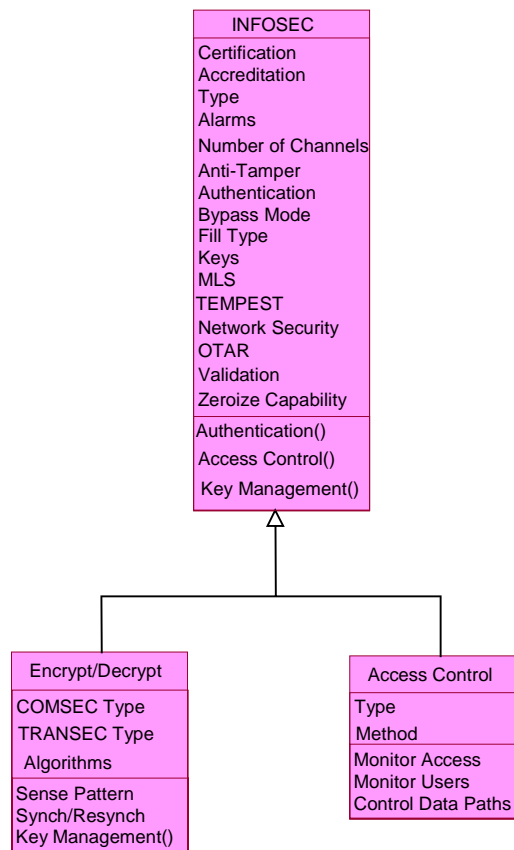 INFOSEC
Certification
Accreditation
Type
Alarms
Number of Channels
Anti-Tamper
Authentication
Bypass Mode
Fill Type
Keys
MLS
TEMPEST
Network Security
OTAR
Validation
Zeroize Capability
Authentication()
Access Control()
Key Management()
Encrypt/Decrypt
COMSEC Type
TRANSEC Type
Algorithms
Sense Pattern
Synch/Resynch
Key Management()
Access Control
Type
Method
Monitor Access
Monitor Users
Control Data Paths